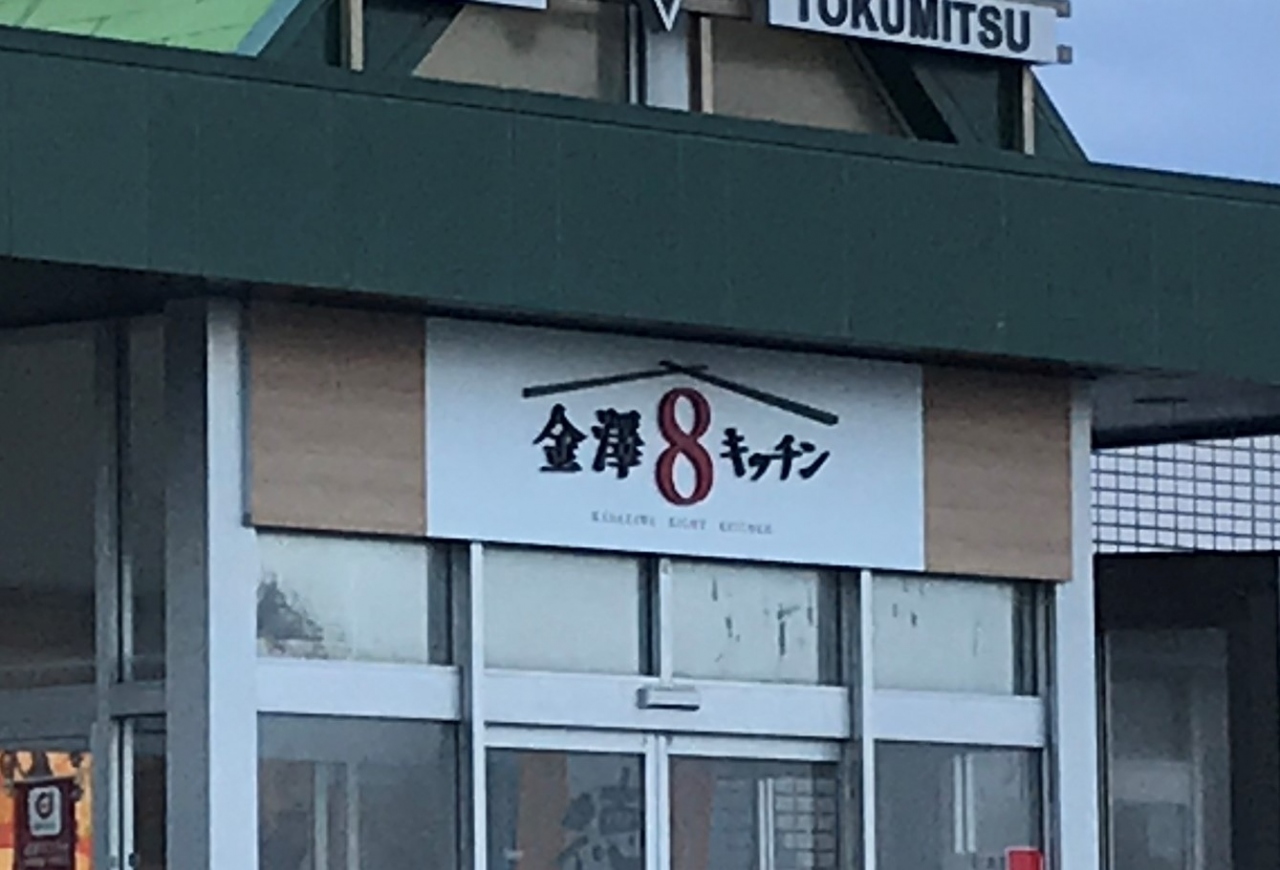 TOKUMITSU
金澤8キッチン
KANAZAWA EIGHT KITCHEN